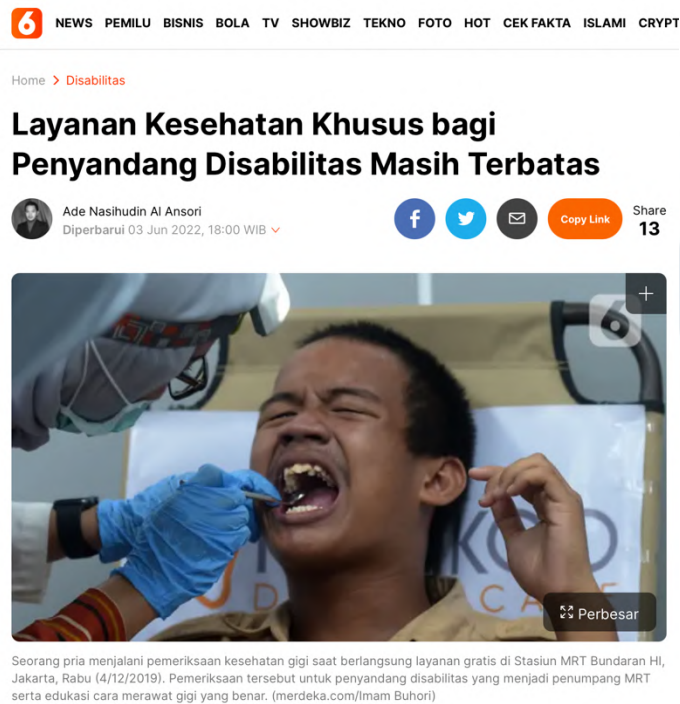 6 NEWS PEMILU BISNIS BOLA TV SHOWBIZ TEKNO FOTO HOT CEK FAKTA ISLAMI CRYPT
Home > Disabilitas
Layanan Kesehatan Khusus bagi
Penyandang Disabilitas Masih Terbatas
Ade Nasihudin Al Ansori
Diperbarui 03 Jun 2022, 18:00 WIB
f
Copy Link
Share
13
6
D CA E
Perbesar
Seorang pria menjalani pemeriksaan kesehatan gigi saat berlangsung layanan gratis di Stasiun MRT Bundaran HI,
Jakarta, Rabu (4/12/2019). Pemeriksaan tersebut untuk penyandang disabilitas yang menjadi penumpang MRT
serta edukasi cara merawat gigi yang benar. (merdeka.com/Imam Buhori)